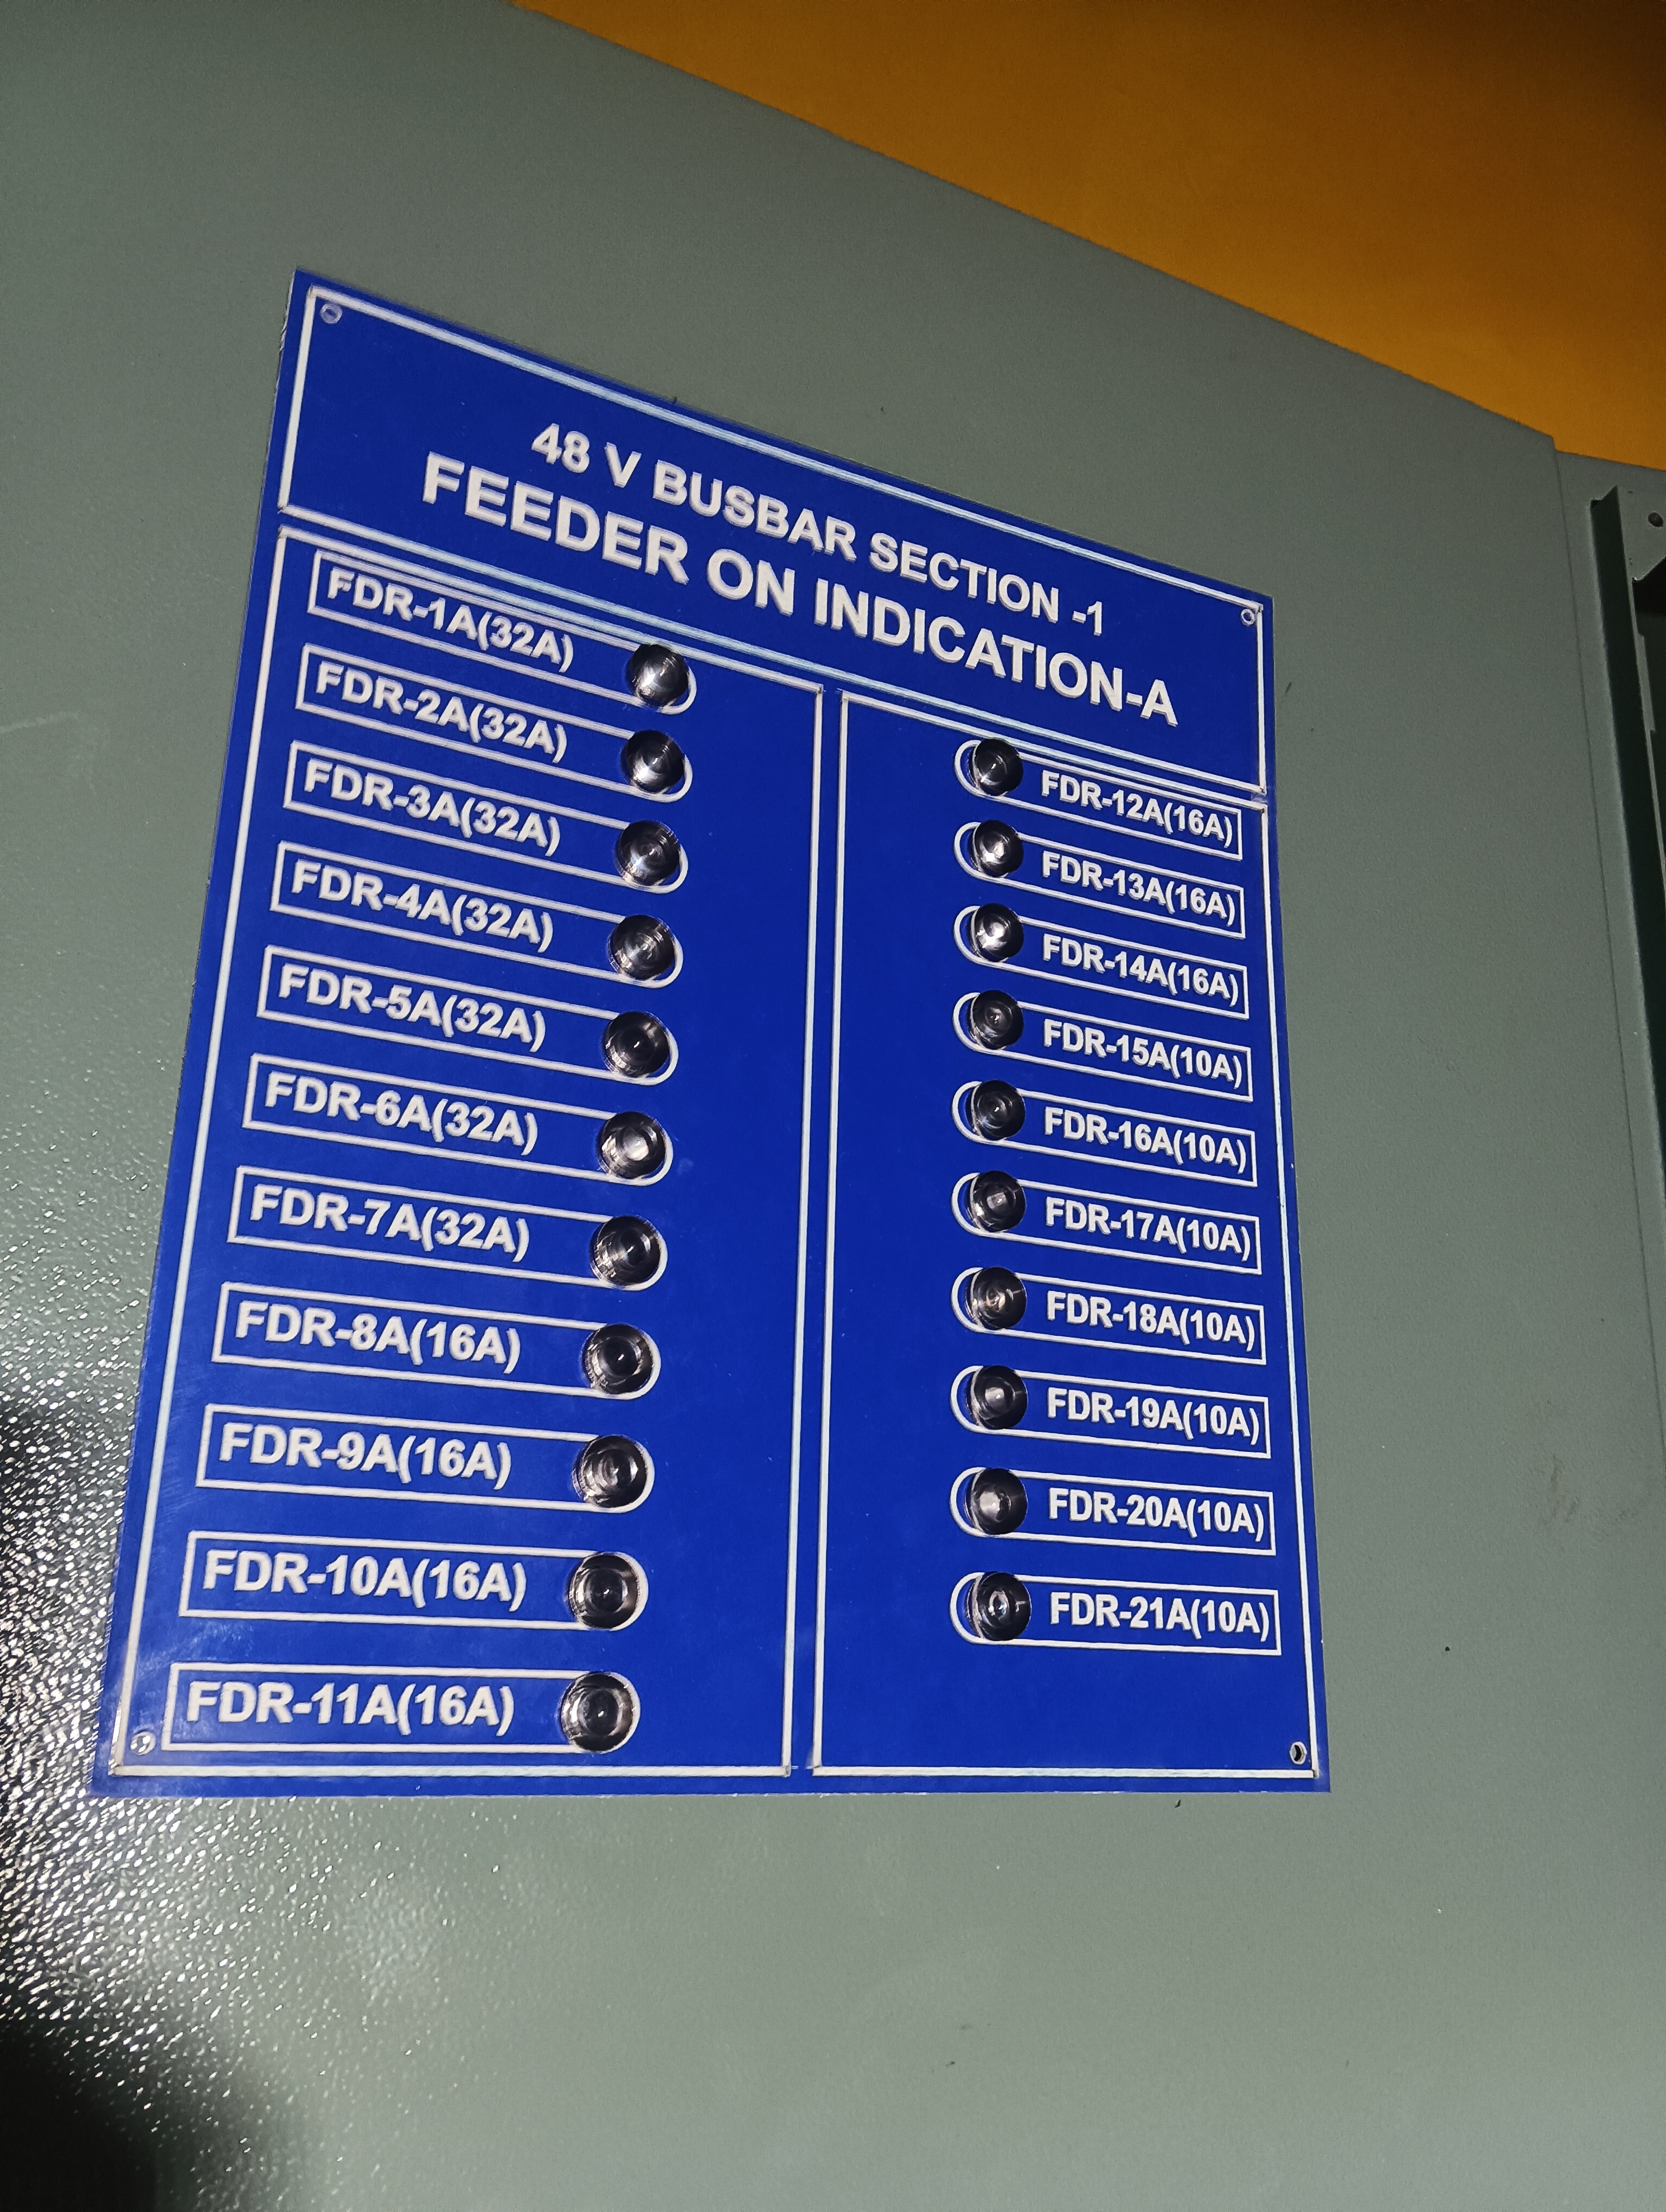 48 V BUSBAR SECTION -1
FEEDER ON INDICATION-A
FDR-1A(32A)
FDR-2A(32A)
FDR-3A(32A)
FDR-4A(32A)
FDR-5A(32A)
FDR-6A(32A)
FDR-7A(32A)
FDR-8A(16A)
FDR-9A(16A)
FDR-10A(16A)
FDR-11A(16A)
FDR-12A(16A)
FDR-13A(16A)
FDR-14A(16A)
FDR-15A(10A)
FDR-16A(10A)
FDR-17A(10A)
FDR-18A(10A)
FDR-19A(10A)
FDR-20A(10A)
FDR-21A(10A)